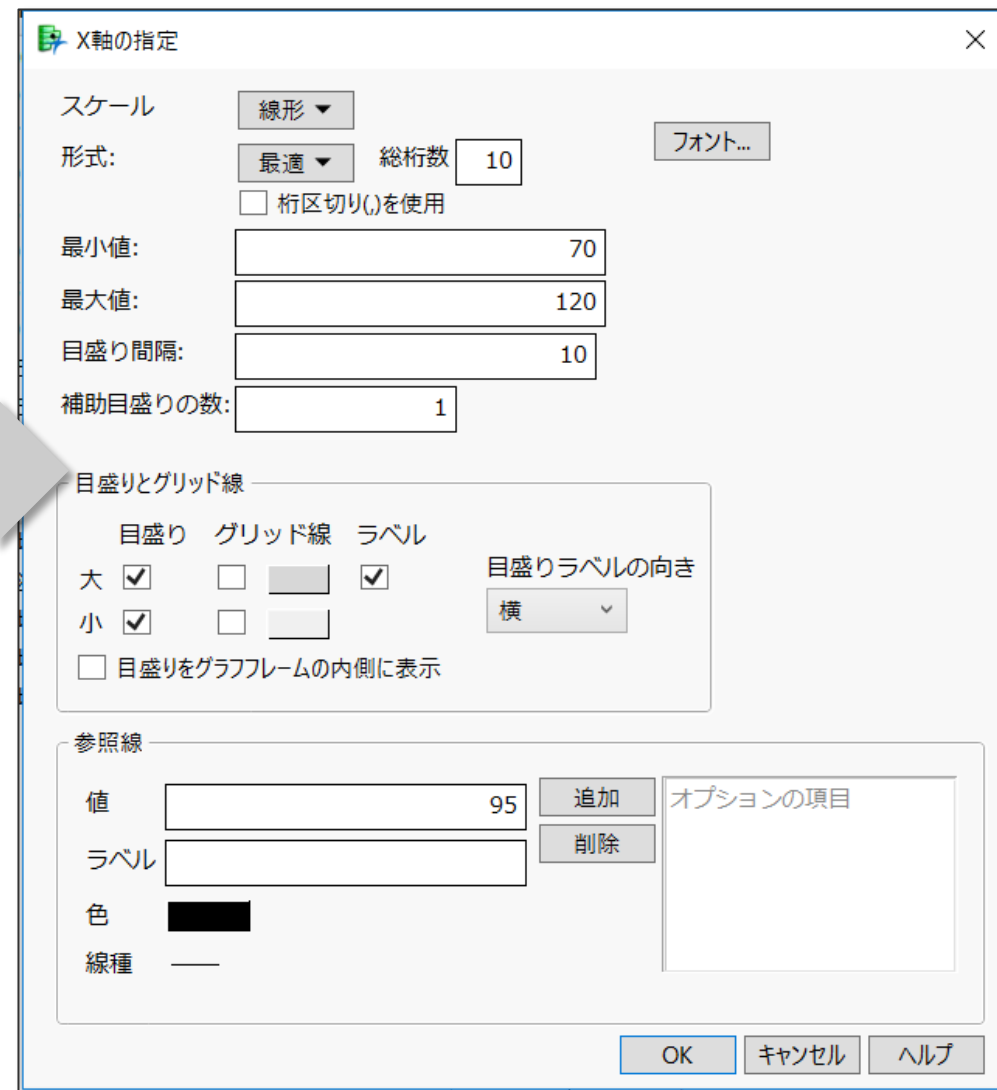 X軸の指定
スケール 線形
形式: 最適 総桁数 10 フォント...
桁区切り(,)を使用
最小値: 70
最大値: 120
目盛り間隔: 10
補助目盛りの数: 1
目盛りとグリッド線
目盛り グリッド線 ラベル
大
小
目盛りラベルの向き
横
目盛りをグラフフレームの内側に表示
参照線
値 95 追加 オプションの項目
削除
ラベル
色
線種
OK キャンセル ヘルプ